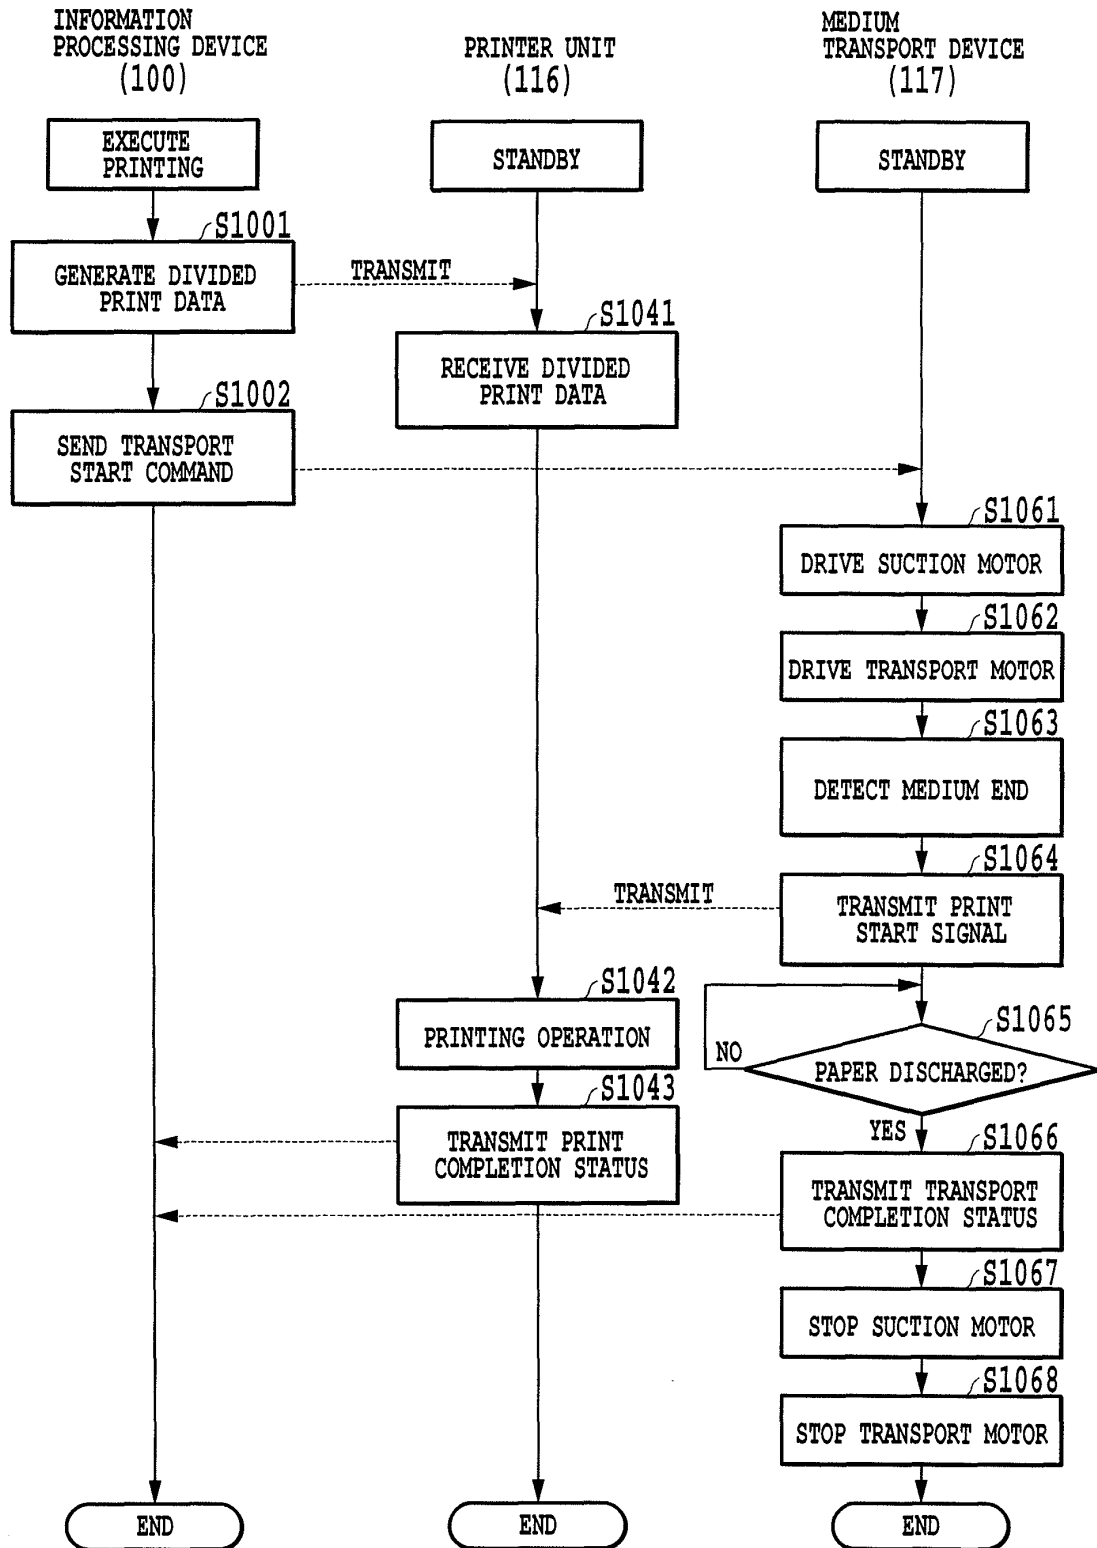 INFORMATION
PROCESSING DEVICE
(100)
PRINTER UNIT
(116)
MEDIUM
TRANSPORT DEVICE
(117)
EXECUTE
PRINTING
STANDBY
STANDBY
S1001
GENERATE DIVIDED
PRINT DATA
TRANSMIT
S1041
RECEIVE DIVIDED
PRINT DATA
S1002
SEND TRANSPORT
START COMMAND
S1061
DRIVE SUCTION MOTOR
S1062
DRIVE TRANSPORT MOTOR
S1063
DETECT MEDIUM END
S1064
TRANSMIT PRINT
START SIGNAL
TRANSMIT
S1042
PRINTING OPERATION
S1065
PAPER DISCHARGED?
NO
YES
S1043
TRANSMIT PRINT
COMPLETION STATUS
S1066
TRANSMIT TRANSPORT
COMPLETION STATUS
S1067
STOP SUCTION MOTOR
S1068
STOP TRANSPORT MOTOR
END
END
END